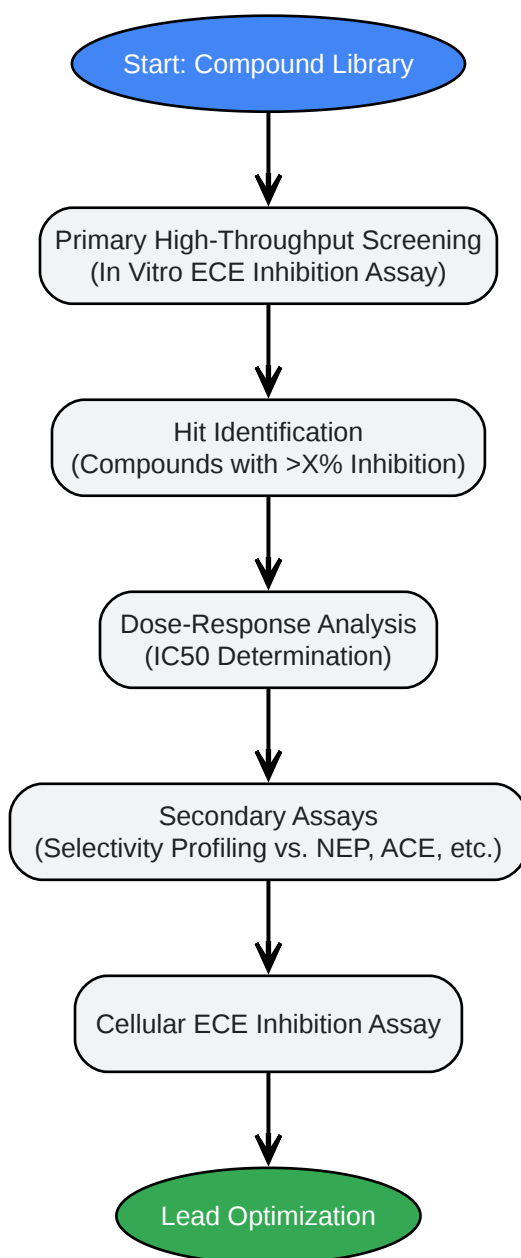 Start: Compound Library
Primary High-Throughput Screening
(In Vitro ECE Inhibition Assay)
Hit Identification
(Compounds with >X% Inhibition)
Dose-Response Analysis
(IC50 Determination)
Secondary Assays
(Selectivity Profiling vs. NEP, ACE, etc.)
Cellular ECE Inhibition Assay
Lead Optimization